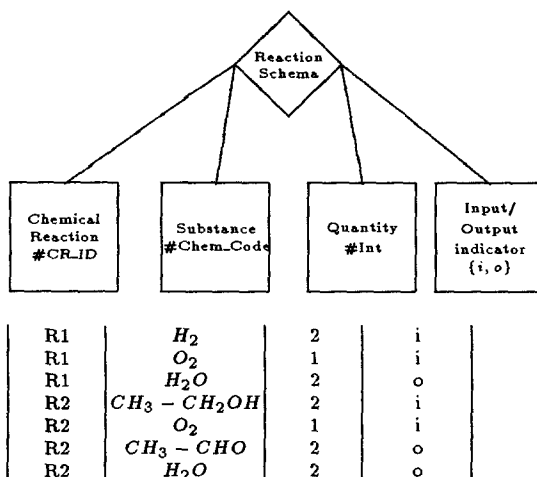 Reaction
Schema
Chemical
Reaction
#CR_ID
Substance
#Chem_Code
Quantity
#Int
Input/
Output
indicator
{i, o}
R1 H₂ 2 i
R1 O₂ 1 i
R1 H₂O 2 o
R2 CH₃ − CH₂OH 2 i
R2 O₂ 1 i
R2 CH₃ − CHO 2 o
R2 H₂O 2 o